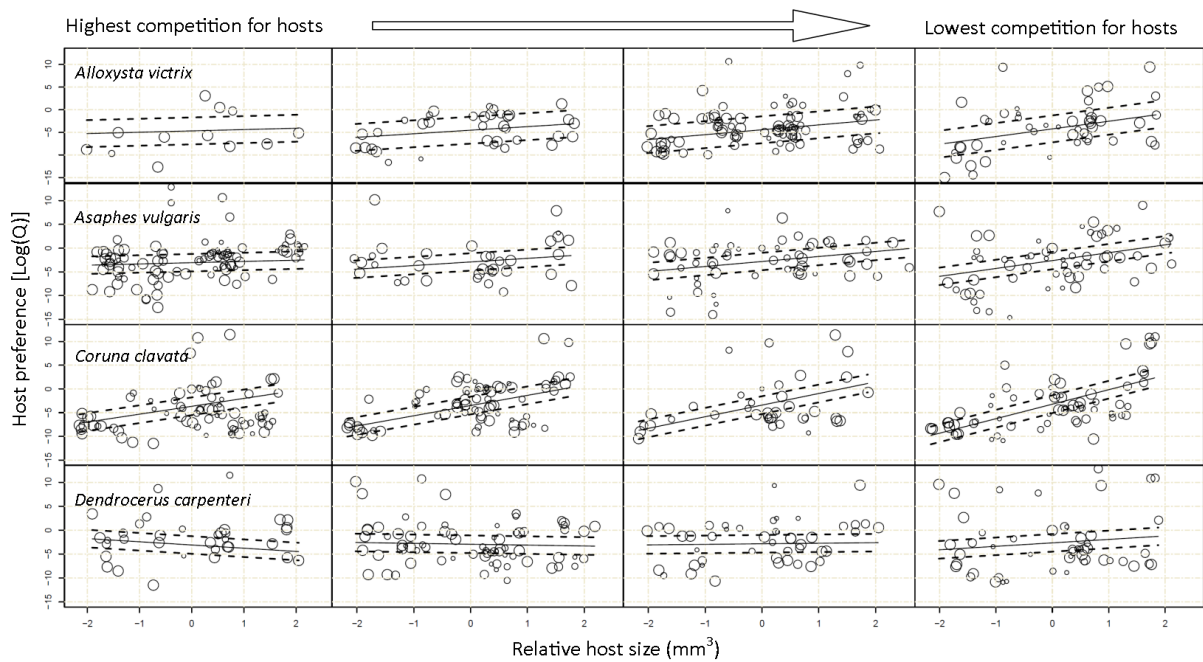 Highest competition for hosts
Lowest competition for hosts
Host preference [Log(Q)]
Alloxysta victrix
10
5
0
−5
−10
−15
Asaphes vulgaris
10
5
0
−5
−10
−15
Coruna clavata
10
5
0
−5
−10
−15
Dendrocerus carpenteri
10
5
0
−5
−10
−15
−2 −1 0 1 2 −2 −1 0 1 2 −2 −1 0 1 2 −2 −1 0 1 2
Relative host size (mm³)